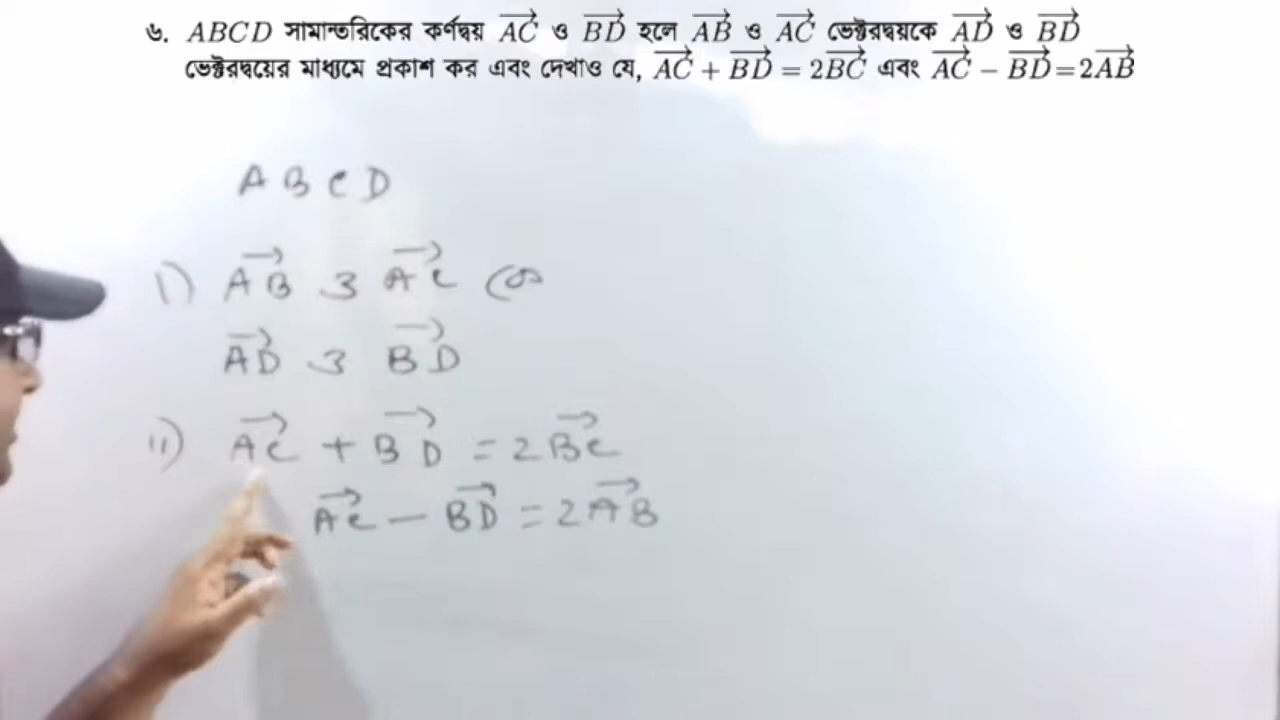 ৬. ABCD সামান্তরিকের কর্ণদ্বয় $\overrightarrow{AC}$ ও $\overrightarrow{BD}$ হলে $\overrightarrow{AB}$ ও $\overrightarrow{AC}$ ভেক্টরদ্বয়কে $\overrightarrow{AD}$ ও $\overrightarrow{BD}$
ভেক্টরদ্বয়ের মাধ্যমে প্রকাশ কর এবং দেখাও যে, $\overrightarrow{AC} + \overrightarrow{BD} = 2\overrightarrow{BC}$ এবং $\overrightarrow{AC} - \overrightarrow{BD} = 2\overrightarrow{AB}$
A B C D
i) $\overrightarrow{AB}$ ও $\overrightarrow{AC}$ কে
$\overrightarrow{AD}$ ও $\overrightarrow{BD}$
ii) $\overrightarrow{AC} + \overrightarrow{BD} = 2\overrightarrow{BC}$
$\overrightarrow{AC} - \overrightarrow{BD} = 2\overrightarrow{AB}$